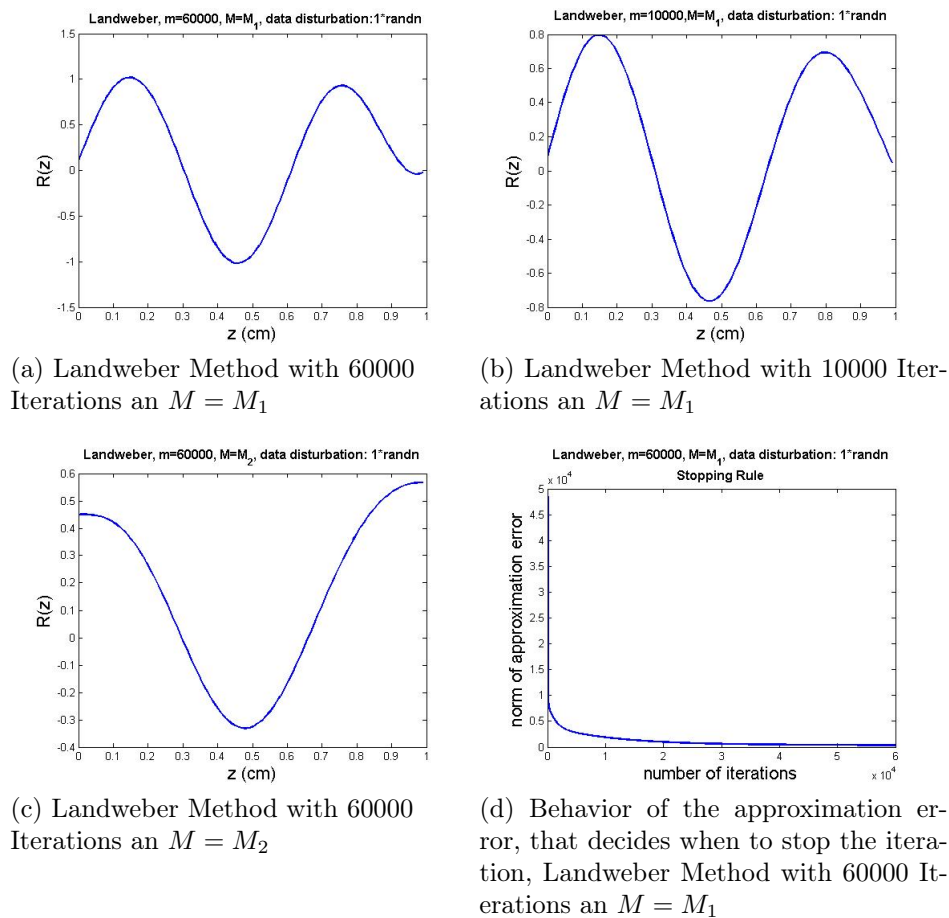 Landweber, m=60000, M=M₁, data disturbation:1*randn
R(z)
1.5
1
0.5
0
-0.5
-1
-1.5
0 0.1 0.2 0.3 0.4 0.5 0.6 0.7 0.8 0.9 1
z (cm)
(a) Landweber Method with 60000
Iterations an M = M₁
Landweber, m=10000,M=M₁, data disturbation: 1*randn
R(z)
0.8
0.6
0.4
0.2
0
-0.2
-0.4
-0.6
-0.8
0 0.1 0.2 0.3 0.4 0.5 0.6 0.7 0.8 0.9 1
z (cm)
(b) Landweber Method with 10000 Iter-
ations an M = M₁
Landweber, m=60000, M=M₂, data disturbation: 1*randn
R(z)
0.6
0.5
0.4
0.3
0.2
0.1
0
-0.1
-0.2
-0.3
-0.4
0 0.1 0.2 0.3 0.4 0.5 0.6 0.7 0.8 0.9 1
z (cm)
(c) Landweber Method with 60000
Iterations an M = M₂
Landweber, m=60000, M=M₁, data disturbation: 1*randn
Stopping Rule
x 10⁴
norm of approximation error
5
4.5
4
3.5
3
2.5
2
1.5
1
0.5
0
0 1 2 3 4 5 6
number of iterations
x 10⁴
(d) Behavior of the approximation er-
ror, that decides when to stop the itera-
tion, Landweber Method with 60000 It-
erations an M = M₁